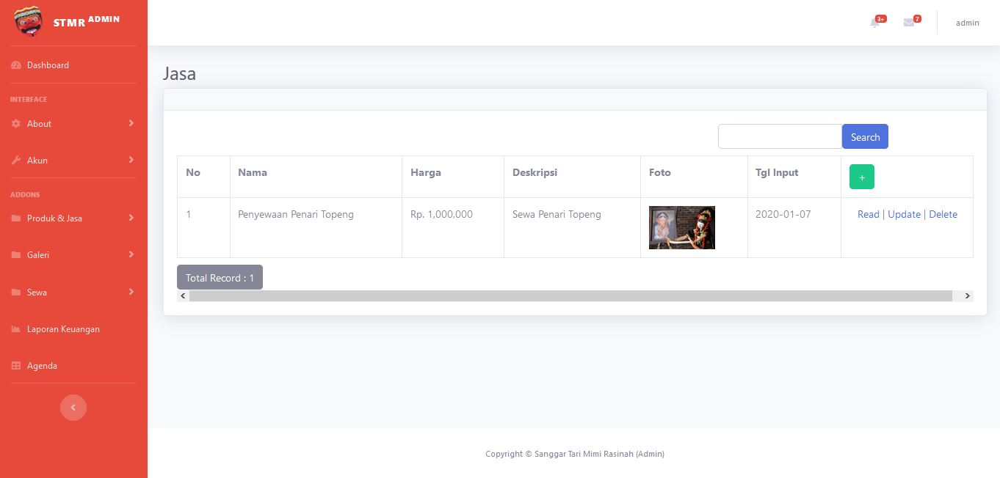 STMR ADMIN
3+
7
admin
Dashboard
INTERFACE
About
Akun
ADDONS
Produk & Jasa
Galeri
Sewa
Laporan Keuangan
Agenda
Jasa
Search
No Nama Harga Deskripsi Foto Tgl Input +
1 Penyewaan Penari Topeng Rp. 1,000,000 Sewa Penari Topeng 2020-01-07 Read | Update | Delete
Total Record : 1
Copyright © Sanggar Tari Mimi Rasinah (Admin)